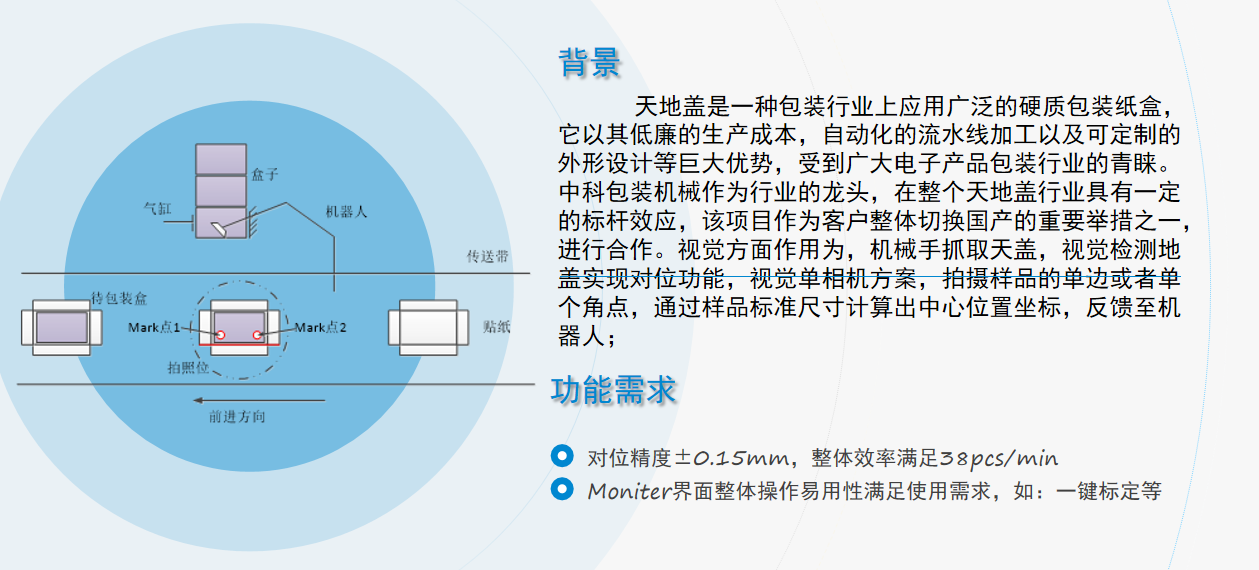 背景
天地盖是一种包装行业上应用广泛的硬质包装纸盒，
它以其低廉的生产成本，自动化的流水线加工以及可定制的
外形设计等巨大优势，受到广大电子产品包装行业的青睐。
中科包装机械作为行业的龙头，在整个天地盖行业具有一定
的标杆效应，该项目作为客户整体切换国产的重要举措之一，
进行合作。视觉方面作用为，机械手抓取天盖，视觉检测地
盖实现对位功能，视觉单相机方案，拍摄样品的单边或者单
个角点，通过样品标准尺寸计算出中心位置坐标，反馈至机
器人；
功能需求
对位精度±0.15mm，整体效率满足38pcs/min
Moniter界面整体操作易用性满足使用需求，如：一键标定等
盒子
气缸
机器人
传送带
待包装盒
Mark点1
Mark点2
贴纸
拍照位
前进方向